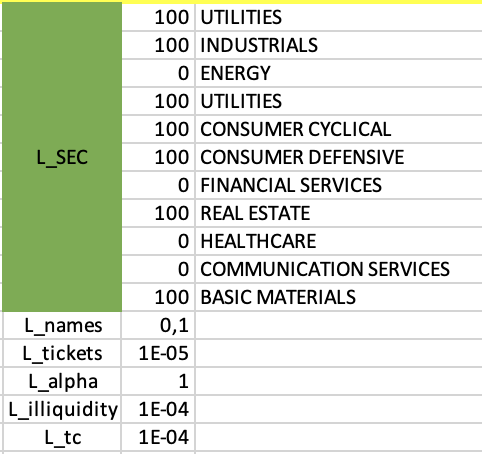 100 UTILITIES
100 INDUSTRIALS
0 ENERGY
100 UTILITIES
100 CONSUMER CYCLICAL
L_SEC 100 CONSUMER DEFENSIVE
0 FINANCIAL SERVICES
100 REAL ESTATE
0 HEALTHCARE
0 COMMUNICATION SERVICES
100 BASIC MATERIALS
L_names 0,1
L_tickets 1E-05
L_alpha 1
L_illiquidity 1E-04
L_tc 1E-04